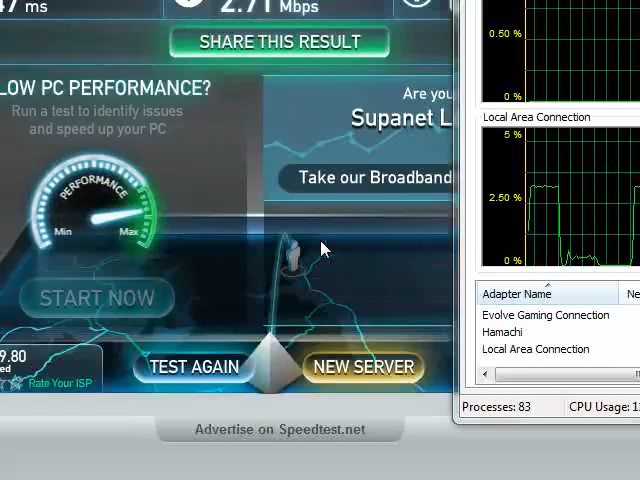 ms
2.71 Mbps
SHARE THIS RESULT
LOW PC PERFORMANCE?
Run a test to identify issues
and speed up your PC
PERFORMANCE
Min
Max
START NOW
Are you
Supanet L
Take our Broadband
9.80
Rate Your ISP
TEST AGAIN
NEW SERVER
Advertise on Speedtest.net
0.50 %
0 %
Local Area Connection
5 %
2.50 %
0 %
Adapter Name
Ne
Evolve Gaming Connection
Hamachi
Local Area Connection
Processes: 83
CPU Usage: 1